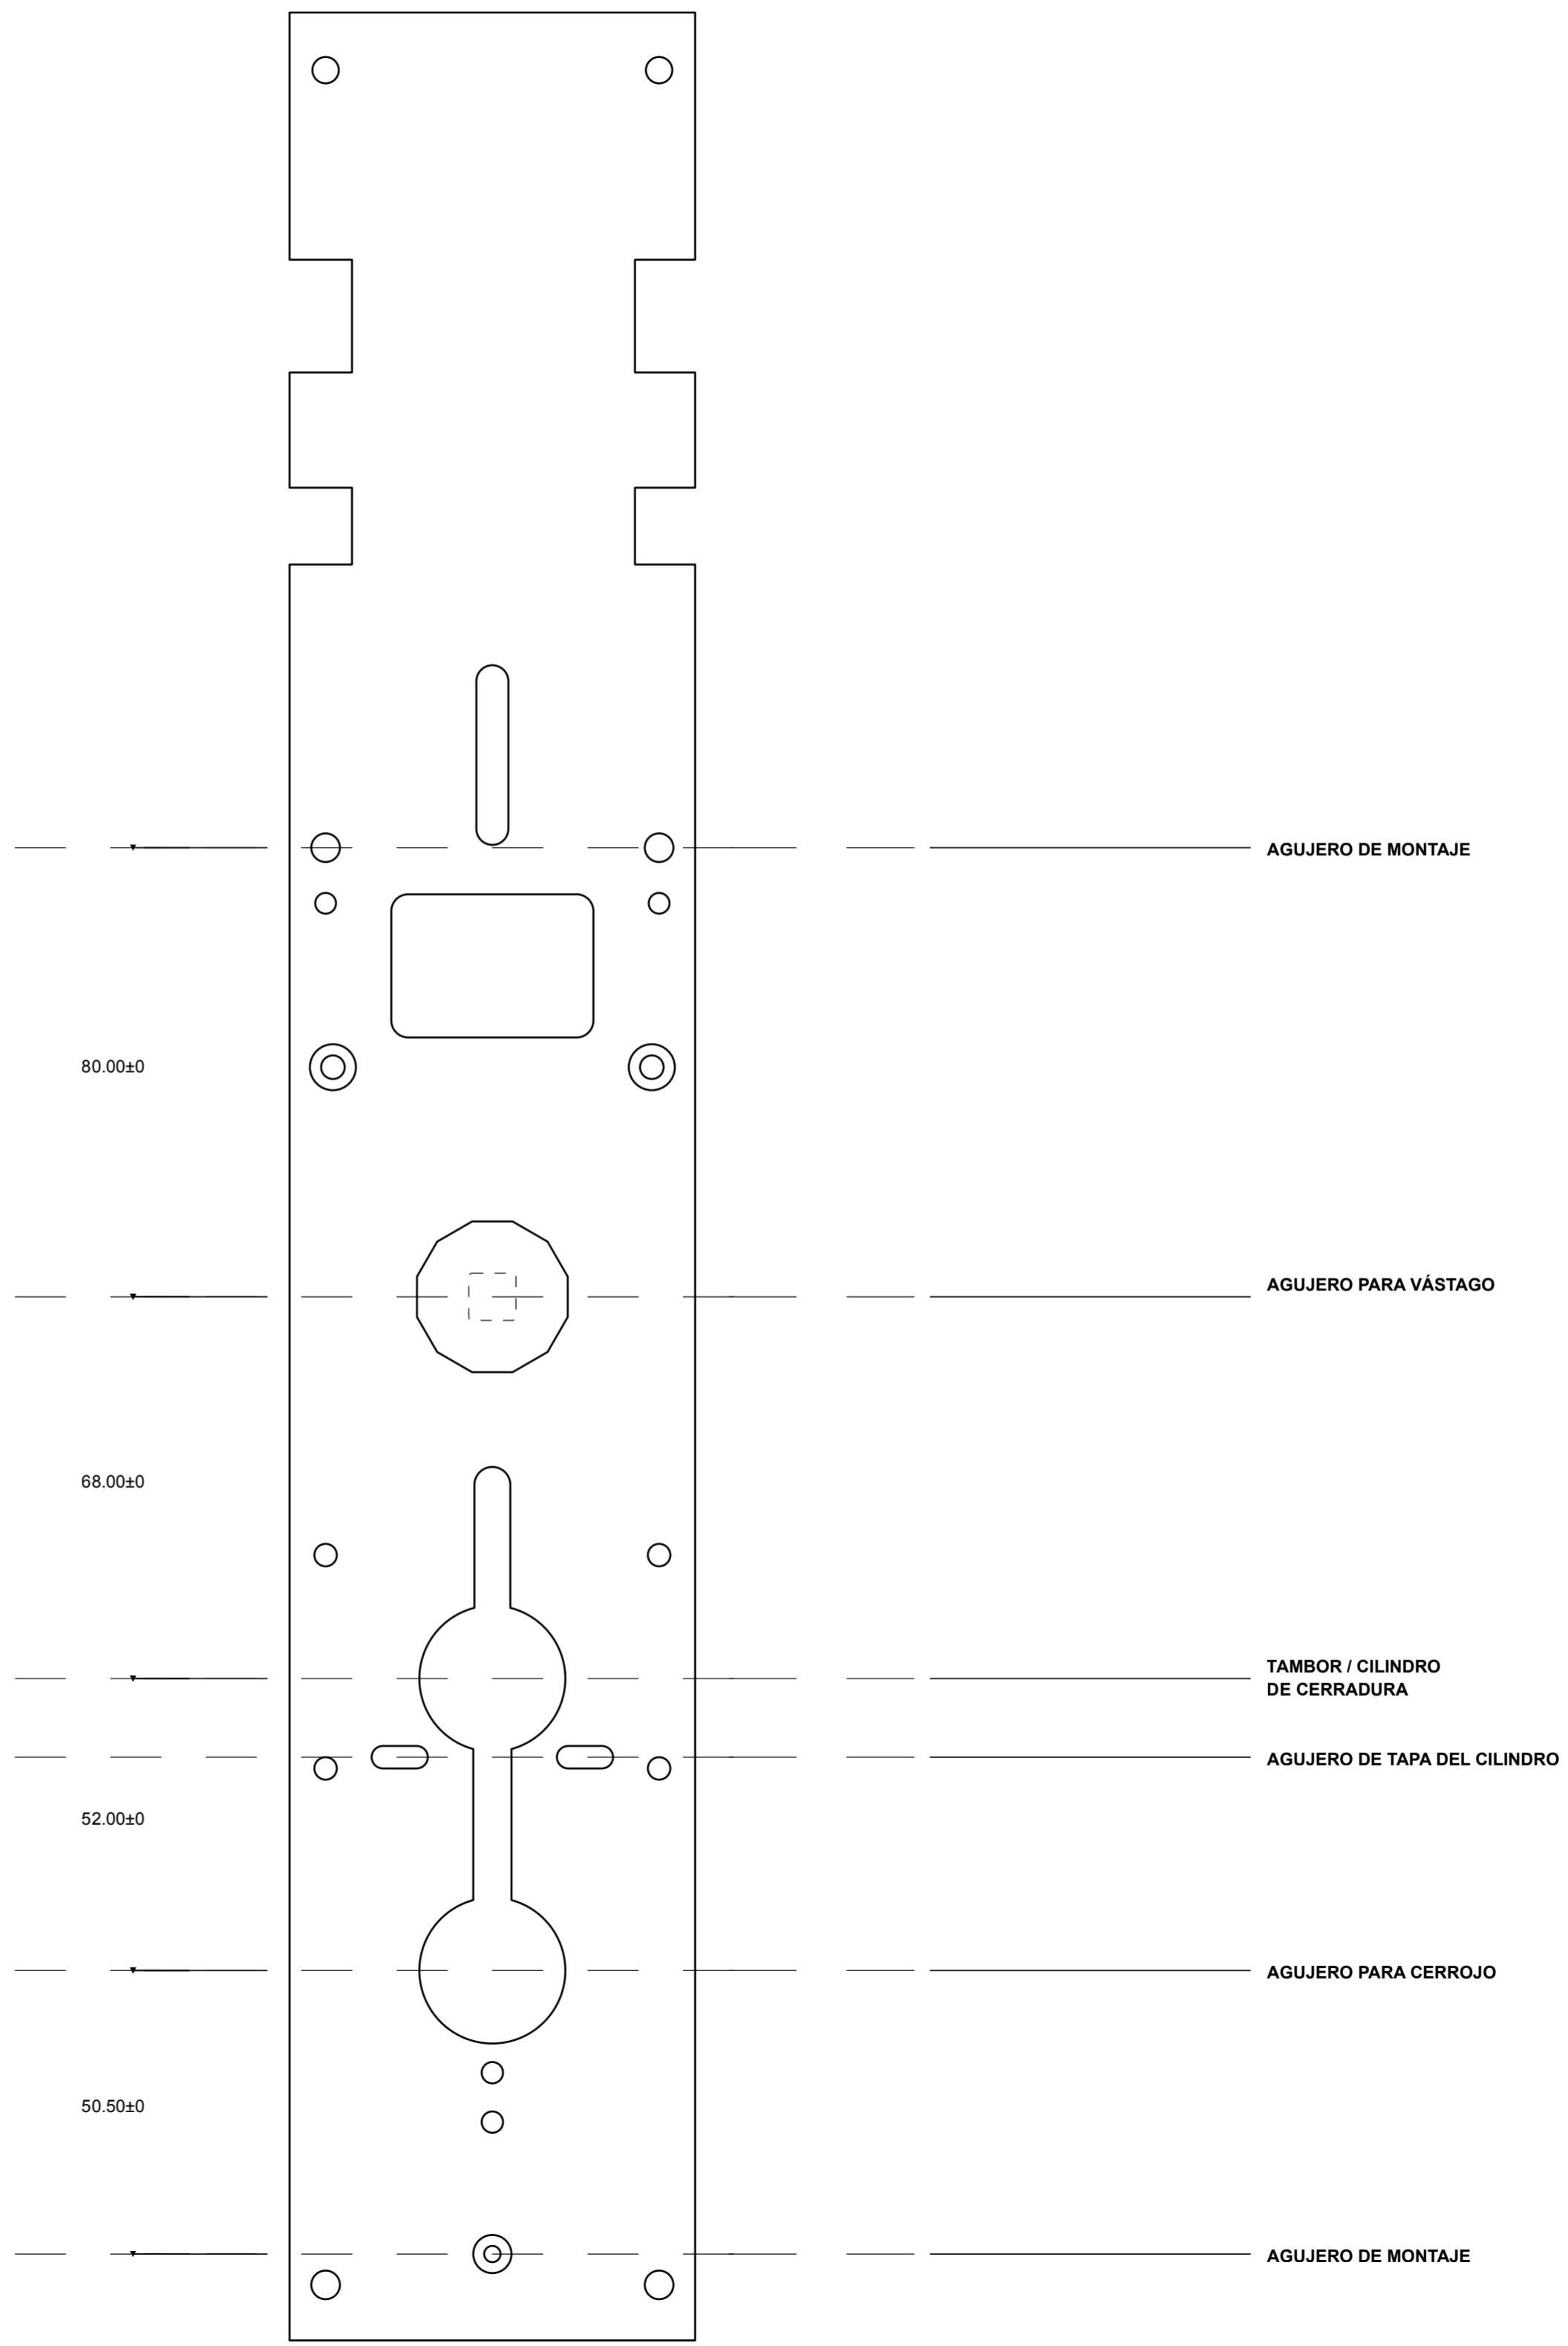 AGUJERO DE MONTAJE
80.00±0
AGUJERO PARA VÁSTAGO
68.00±0
TAMBOR / CILINDRO
DE CERRADURA
AGUJERO DE TAPA DEL CILINDRO
52.00±0
AGUJERO PARA CERROJO
50.50±0
AGUJERO DE MONTAJE